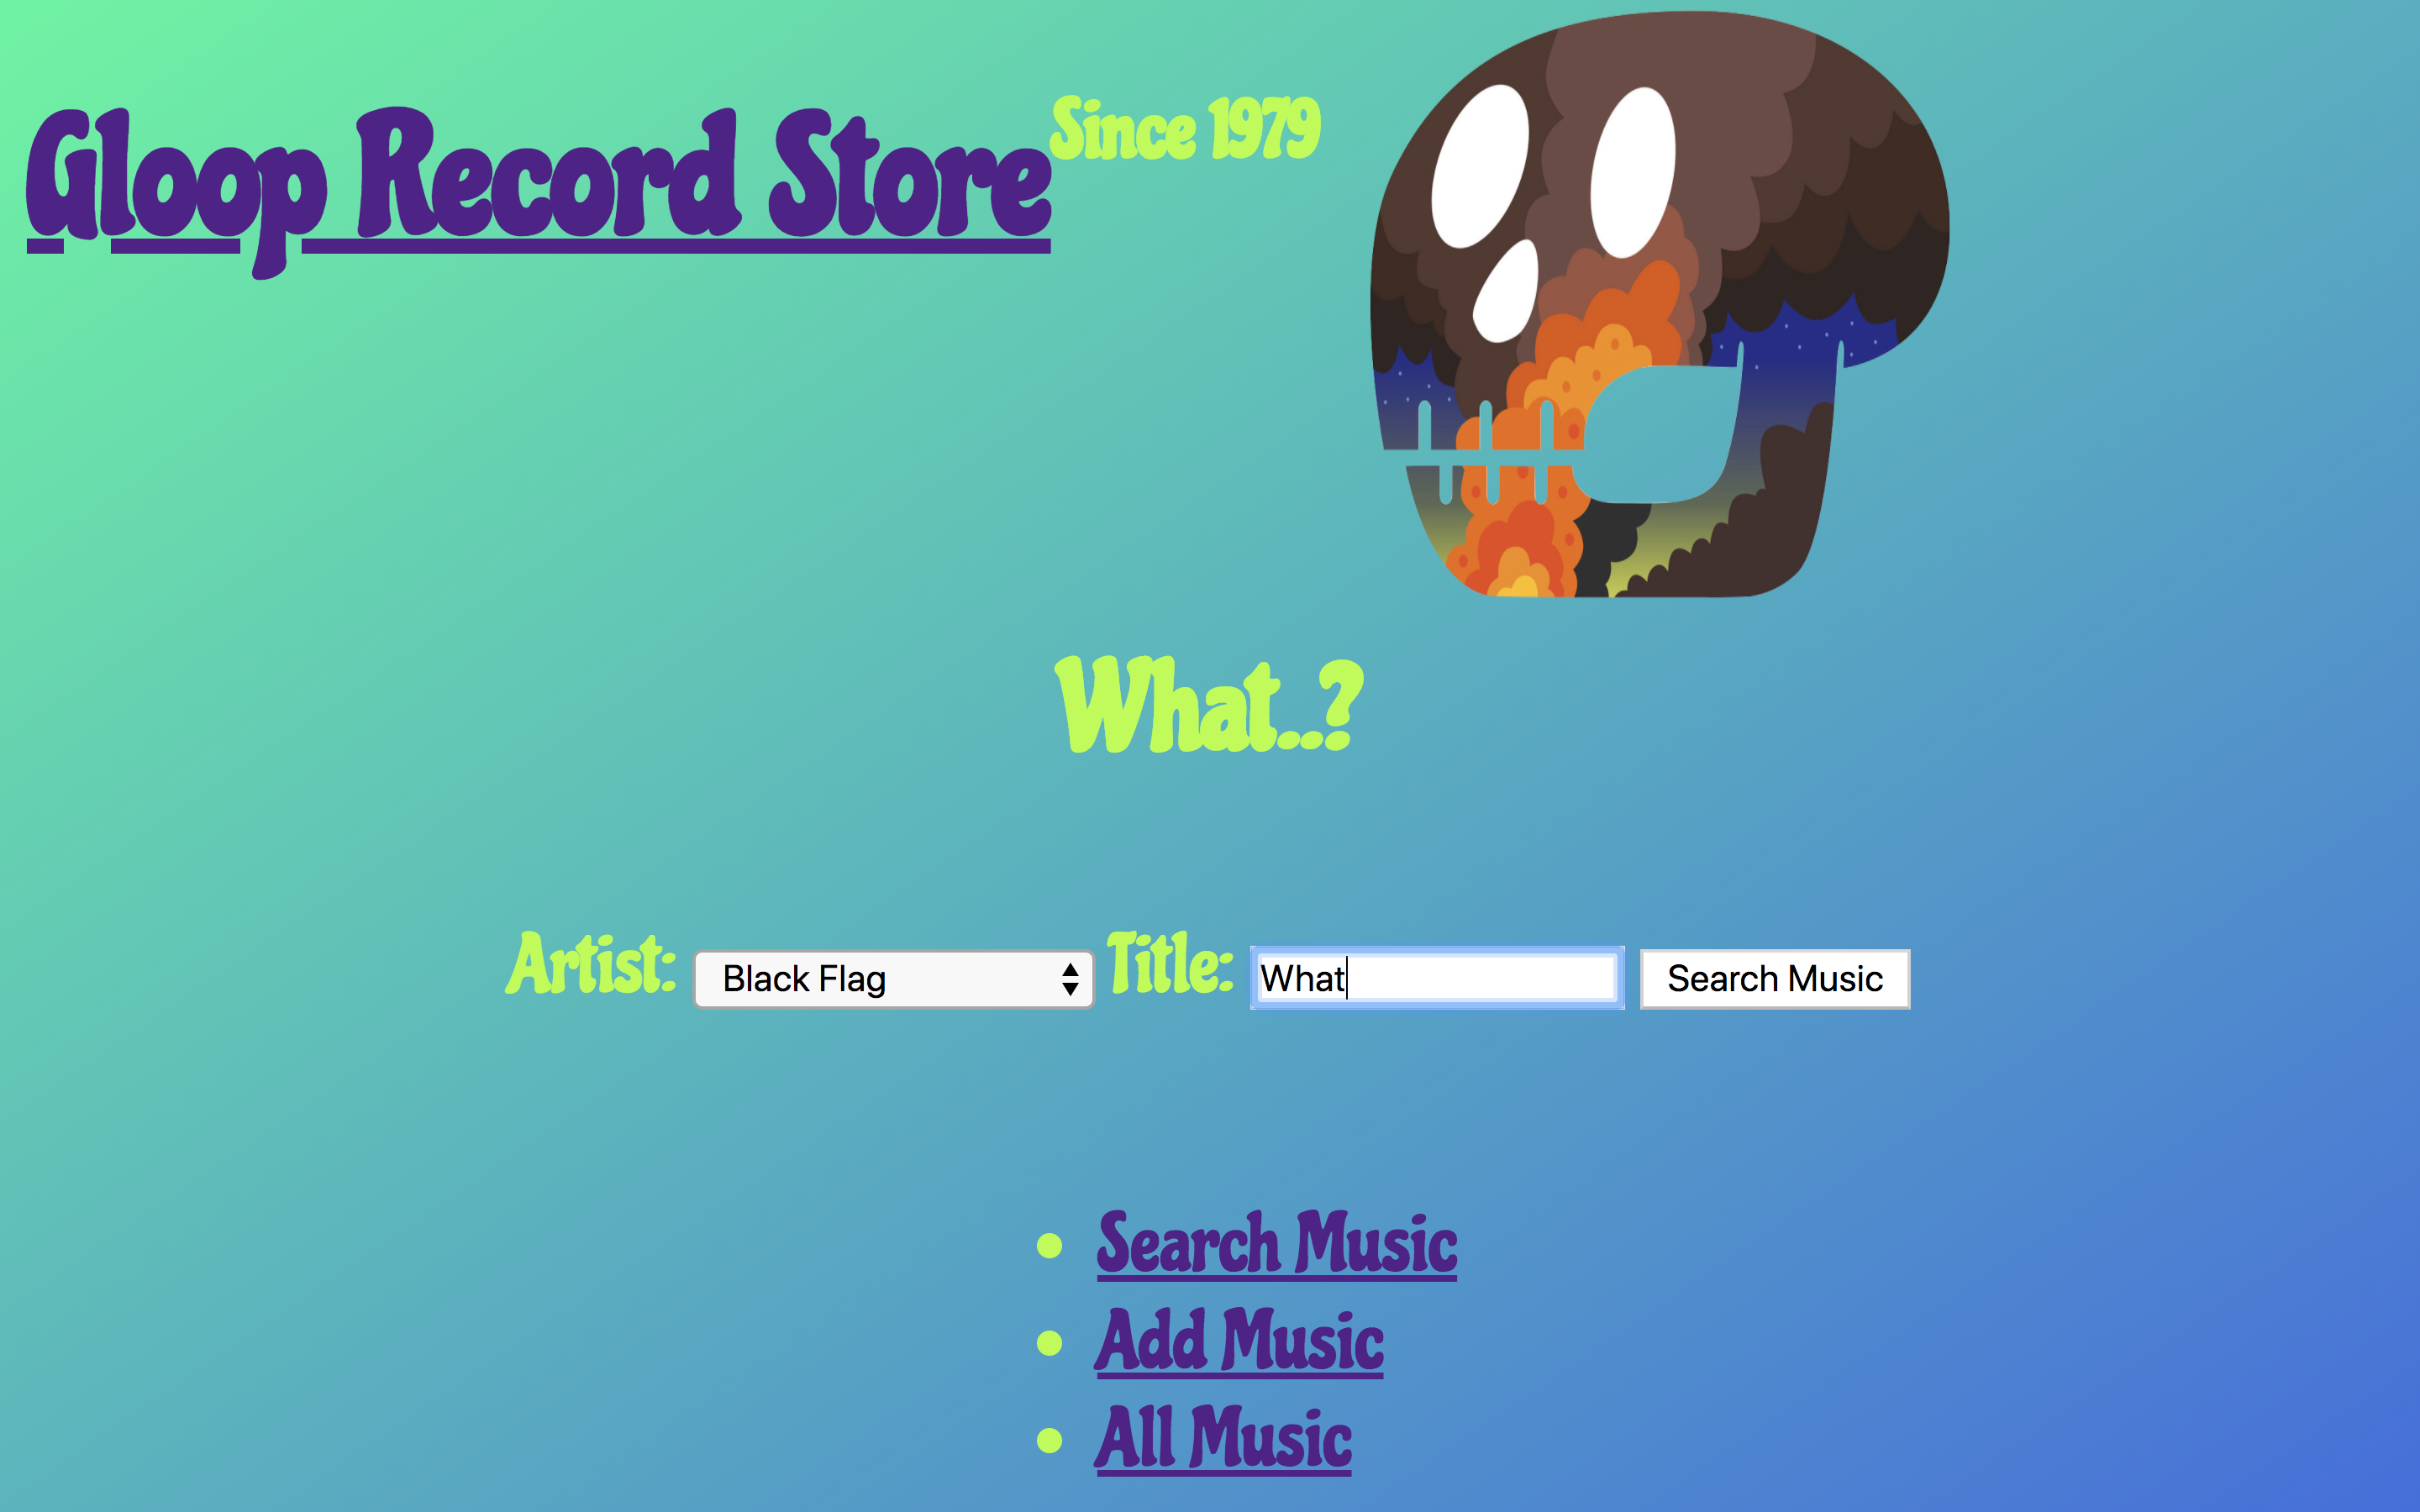 Gloop Record Store
Since 1979
What...?
Artist: Black Flag Title: What Search Music
Search Music
Add Music
All Music